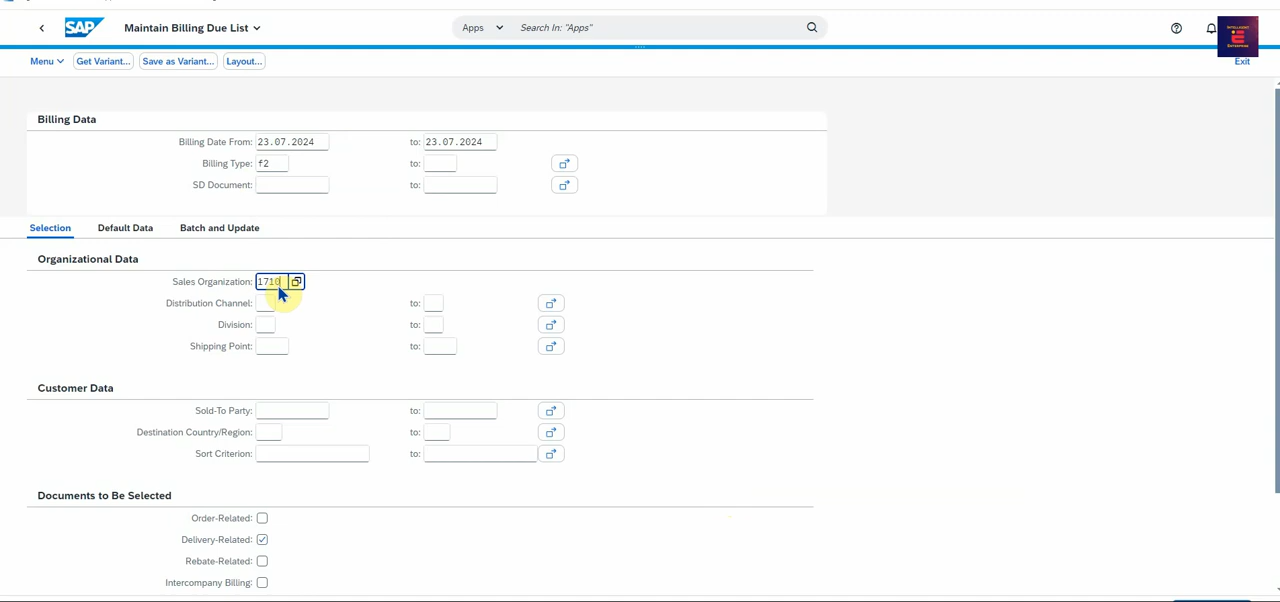 SAP Maintain Billing Due List Apps Search In: "Apps"
Menu Get Variant... Save as Variant... Layout... Exit
INTELLIGENT
ENTERPRISE
Billing Data
Billing Date From: 23.07.2024 to: 23.07.2024
Billing Type: f2 to:
SD Document: to:
Selection Default Data Batch and Update
Organizational Data
Sales Organization: 1710
Distribution Channel: to:
Division: to:
Shipping Point: to:
Customer Data
Sold-To Party: to:
Destination Country/Region: to:
Sort Criterion: to:
Documents to Be Selected
Order-Related:
Delivery-Related:
Rebate-Related:
Intercompany Billing: